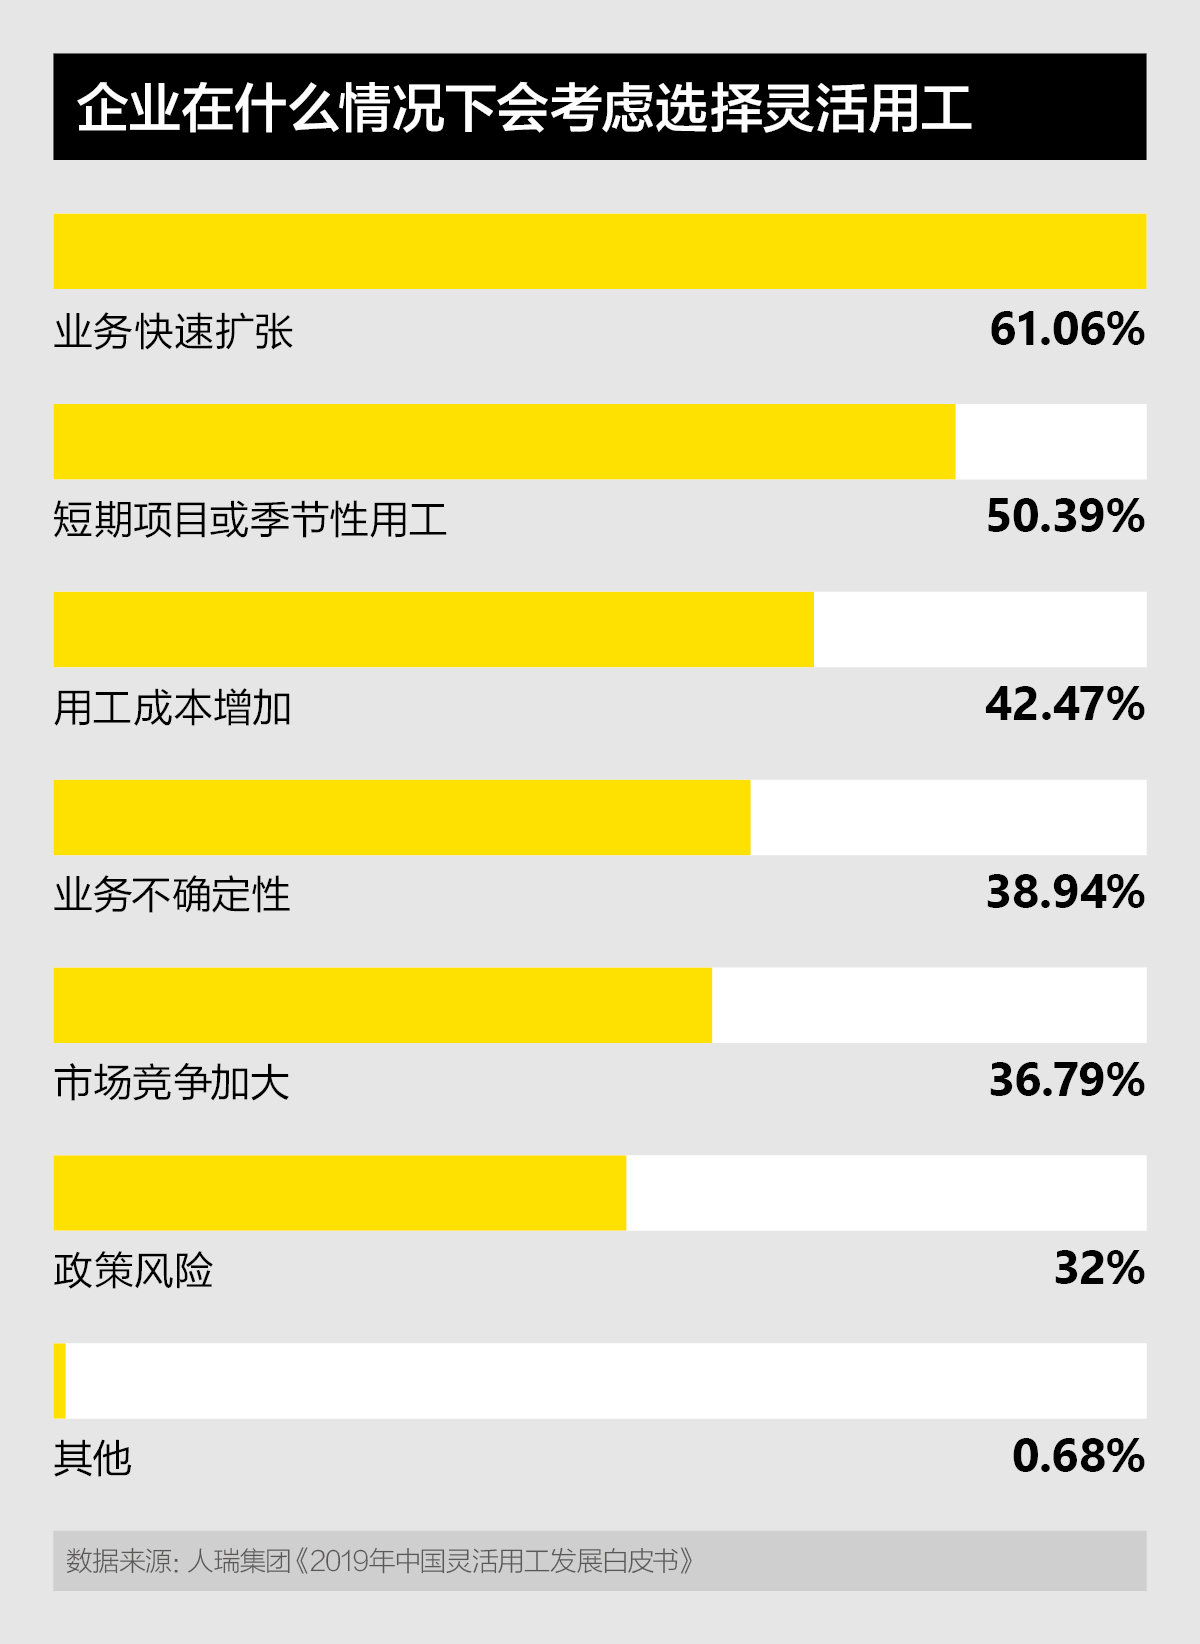 企业在什么情况下会考虑选择灵活用工
业务快速扩张 61.06%
短期项目或季节性用工 50.39%
用工成本增加 42.47%
业务不确定性 38.94%
市场竞争加大 36.79%
政策风险 32%
其他 0.68%
数据来源：人瑞集团《2019年中国灵活用工发展白皮书》